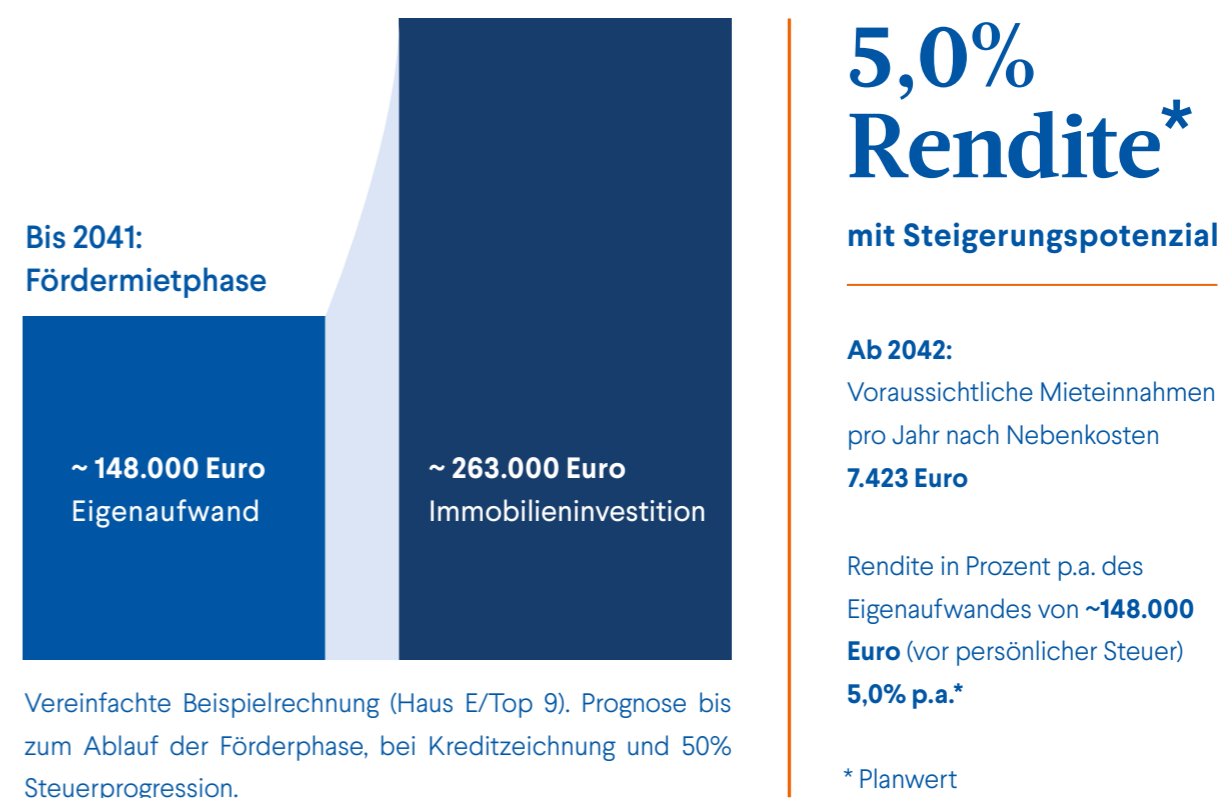 Bis 2041:
Fördermietphase
~ 148.000 Euro
Eigenaufwand
~ 263.000 Euro
Immobilieninvestition
Vereinfachte Beispielrechnung (Haus E/Top 9). Prognose bis
zum Ablauf der Förderphase, bei Kreditzeichnung und 50%
Steuerprogression.
5,0%
Rendite*
mit Steigerungspotenzial
Ab 2042:
Voraussichtliche Mieteinnahmen
pro Jahr nach Nebenkosten
7.423 Euro
Rendite in Prozent p.a. des
Eigenaufwandes von ~148.000
Euro (vor persönlicher Steuer)
5,0% p.a.*
* Planwert